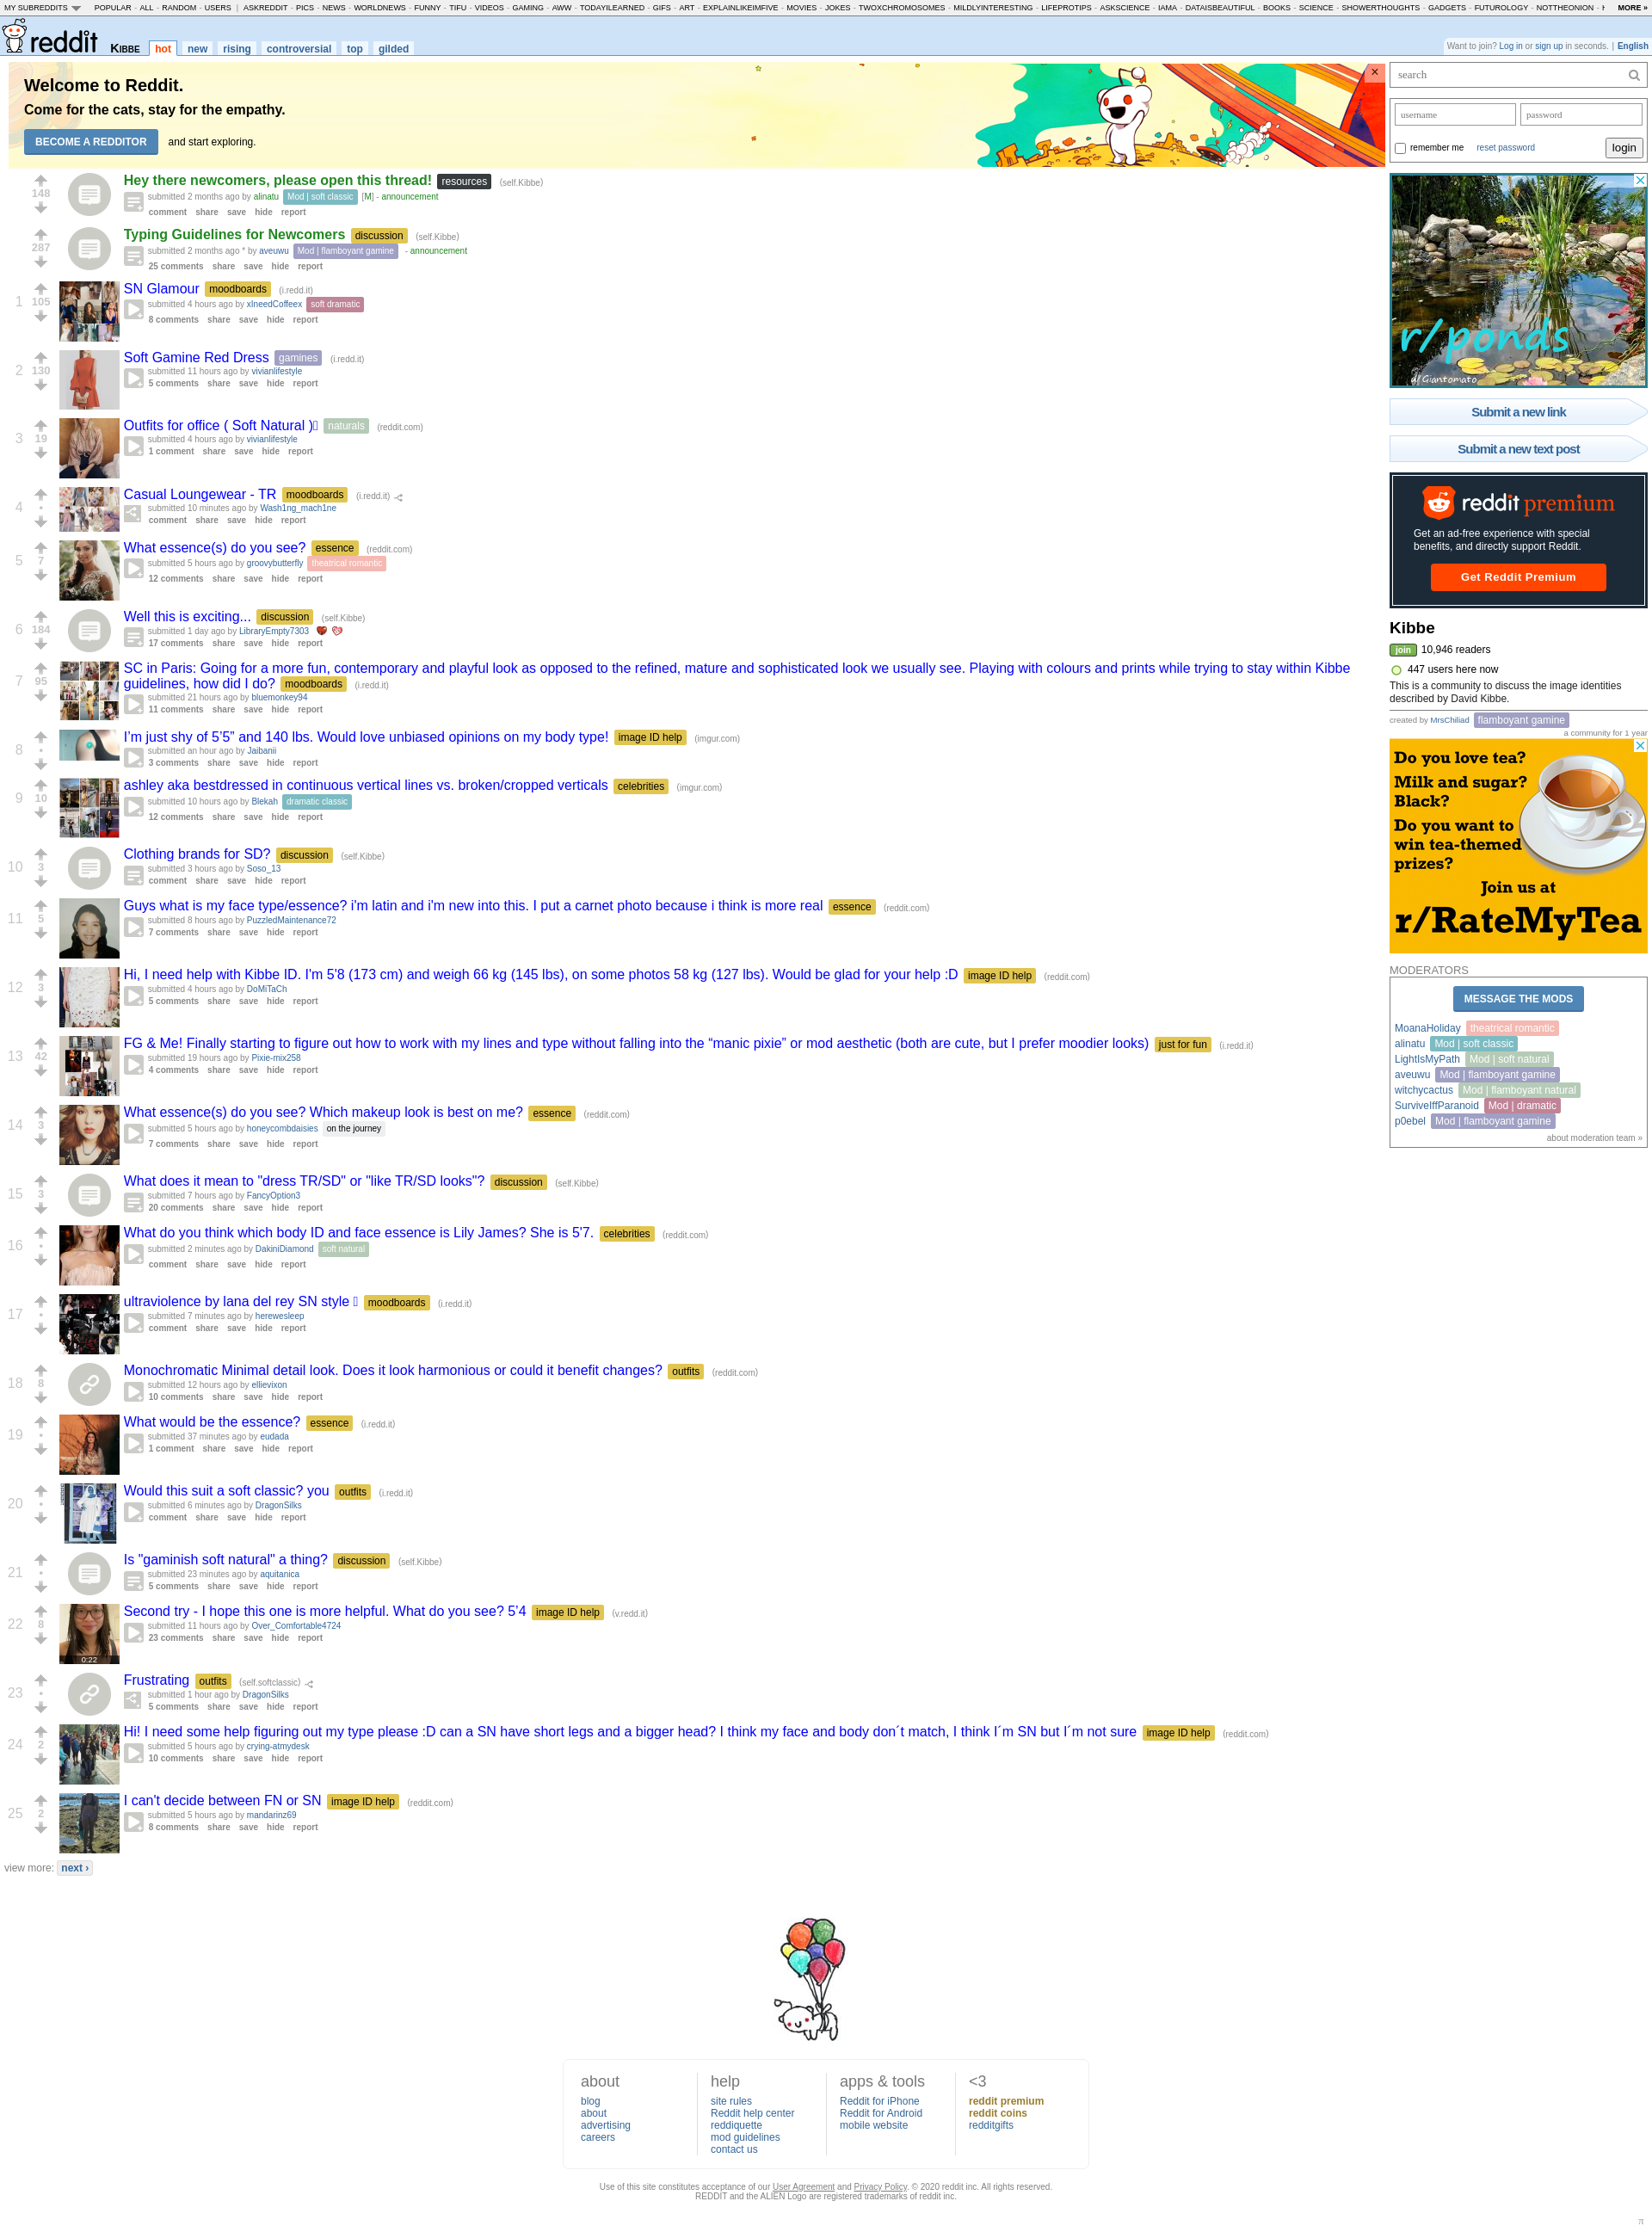 MY SUBREDDITS POPULAR - ALL - RANDOM - USERS | ASKREDDIT - PICS - NEWS - WORLDNEWS - FUNNY - TIFU - VIDEOS - GAMING - AWW - TODAYILEARNED - GIFS - ART - EXPLAINLIKEIMFIVE - MOVIES - JOKES - TWOXCHROMOSOMES - MILDLYINTERESTING - LIFEPROTIPS - ASKSCIENCE - IAMA - DATAISBEAUTIFUL - BOOKS - SCIENCE - SHOWERTHOUGHTS - GADGETS - FUTUROLOGY - NOTTHEONION - MORE »
reddit KIBBE hot new rising controversial top gilded
Want to join? Log in or sign up in seconds. | English
Welcome to Reddit.
Come for the cats, stay for the empathy.
BECOME A REDDITOR and start exploring.
148
Hey there newcomers, please open this thread! resources (self.Kibbe)
submitted 2 months ago by alinatu Mod | soft classic [M] - announcement
comment share save hide report
287
Typing Guidelines for Newcomers discussion (self.Kibbe)
submitted 2 months ago * by aveuwu Mod | flamboyant gamine - announcement
25 comments share save hide report
1 105
SN Glamour moodboards (i.redd.it)
submitted 4 hours ago by xIneedCoffeex soft dramatic
8 comments share save hide report
2 130
Soft Gamine Red Dress gamines (i.redd.it)
submitted 11 hours ago by vivianlifestyle
5 comments share save hide report
3 19
Outfits for office ( Soft Natural ) naturals (reddit.com)
submitted 4 hours ago by vivianlifestyle
1 comment share save hide report
4 •
Casual Loungewear - TR moodboards (i.redd.it)
submitted 10 minutes ago by Wash1ng_mach1ne
comment share save hide report
5 7
What essence(s) do you see? essence (reddit.com)
submitted 5 hours ago by groovybutterfly theatrical romantic
12 comments share save hide report
6 184
Well this is exciting... discussion (self.Kibbe)
submitted 1 day ago by LibraryEmpty7303
17 comments share save hide report
7 95
SC in Paris: Going for a more fun, contemporary and playful look as opposed to the refined, mature and sophisticated look we usually see. Playing with colours and prints while trying to stay within Kibbe
guidelines, how did I do? moodboards (i.redd.it)
submitted 21 hours ago by bluemonkey94
11 comments share save hide report
8 •
I’m just shy of 5’5” and 140 lbs. Would love unbiased opinions on my body type! image ID help (imgur.com)
submitted an hour ago by Jaibanii
3 comments share save hide report
9 10
ashley aka bestdressed in continuous vertical lines vs. broken/cropped verticals celebrities (imgur.com)
submitted 10 hours ago by Blekah dramatic classic
12 comments share save hide report
10 3
Clothing brands for SD? discussion (self.Kibbe)
submitted 3 hours ago by Soso_13
comment share save hide report
11 5
Guys what is my face type/essence? i'm latin and i'm new into this. I put a carnet photo because i think is more real essence (reddit.com)
submitted 8 hours ago by PuzzledMaintenance72
7 comments share save hide report
12 3
Hi, I need help with Kibbe ID. I'm 5'8 (173 cm) and weigh 66 kg (145 lbs), on some photos 58 kg (127 lbs). Would be glad for your help :D image ID help (reddit.com)
submitted 4 hours ago by DoMiTaCh
5 comments share save hide report
13 42
FG & Me! Finally starting to figure out how to work with my lines and type without falling into the “manic pixie” or mod aesthetic (both are cute, but I prefer moodier looks) just for fun (i.redd.it)
submitted 19 hours ago by Pixie-mix258
4 comments share save hide report
14 3
What essence(s) do you see? Which makeup look is best on me? essence (reddit.com)
submitted 5 hours ago by honeycombdaisies on the journey
7 comments share save hide report
15 3
What does it mean to "dress TR/SD" or "like TR/SD looks"? discussion (self.Kibbe)
submitted 7 hours ago by FancyOption3
20 comments share save hide report
16 •
What do you think which body ID and face essence is Lily James? She is 5'7. celebrities (reddit.com)
submitted 2 minutes ago by DakiniDiamond soft natural
comment share save hide report
17 •
ultraviolence by lana del rey SN style moodboards (i.redd.it)
submitted 7 minutes ago by herewesleep
comment share save hide report
18 8
Monochromatic Minimal detail look. Does it look harmonious or could it benefit changes? outfits (reddit.com)
submitted 12 hours ago by ellievixon
10 comments share save hide report
19 •
What would be the essence? essence (i.redd.it)
submitted 37 minutes ago by eudada
1 comment share save hide report
20 •
Would this suit a soft classic? you outfits (i.redd.it)
submitted 6 minutes ago by DragonSilks
comment share save hide report
21 •
Is "gaminish soft natural" a thing? discussion (self.Kibbe)
submitted 23 minutes ago by aquitanica
5 comments share save hide report
22 8
0:22
Second try - I hope this one is more helpful. What do you see? 5’4 image ID help (v.redd.it)
submitted 11 hours ago by Over_Comfortable4724
23 comments share save hide report
23 •
Frustrating outfits (self.softclassic)
submitted 1 hour ago by DragonSilks
5 comments share save hide report
24 2
Hi! I need some help figuring out my type please :D can a SN have short legs and a bigger head? I think my face and body don´t match, I think I´m SN but I´m not sure image ID help (reddit.com)
submitted 5 hours ago by crying-atmydesk
10 comments share save hide report
25 2
I can't decide between FN or SN image ID help (reddit.com)
submitted 5 hours ago by mandarinz69
8 comments share save hide report
view more: next ›
search
username password
remember me reset password login
r/ponds
d/Giantomato
Submit a new link
Submit a new text post
reddit premium
Get an ad-free experience with special
benefits, and directly support Reddit.
Get Reddit Premium
Kibbe
join 10,946 readers
447 users here now
This is a community to discuss the image identities
described by David Kibbe.
created by MrsChiliad flamboyant gamine
a community for 1 year
Do you love tea?
Milk and sugar?
Black?
Do you want to
win tea-themed
prizes?
Join us at
r/RateMyTea
MODERATORS
MESSAGE THE MODS
MoanaHoliday theatrical romantic
alinatu Mod | soft classic
LightIsMyPath Mod | soft natural
aveuwu Mod | flamboyant gamine
witchycactus Mod | flamboyant natural
SurviveIffParanoid Mod | dramatic
p0ebel Mod | flamboyant gamine
about moderation team »
about
blog
about
advertising
careers
help
site rules
Reddit help center
reddiquette
mod guidelines
contact us
apps & tools
Reddit for iPhone
Reddit for Android
mobile website
<3
reddit premium
reddit coins
redditgifts
Use of this site constitutes acceptance of our User Agreement and Privacy Policy. © 2020 reddit inc. All rights reserved.
REDDIT and the ALIEN Logo are registered trademarks of reddit inc.
π